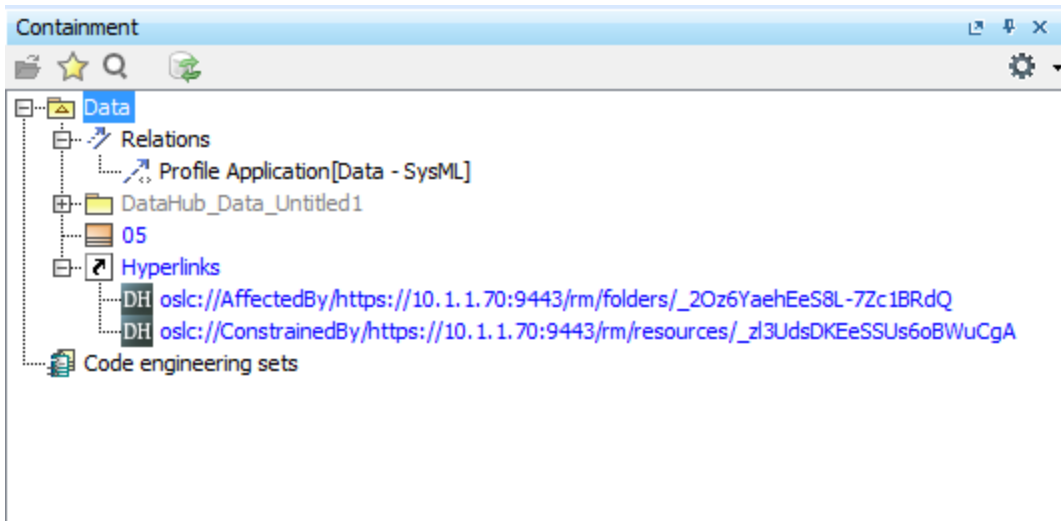 Containment
Data
Relations
Profile Application[Data - SysML]
DataHub_Data_Untitled1
05
Hyperlinks
DH oslc://AffectedBy/https://10.1.1.70:9443/rm/folders/_2Oz6YaehEeS8L-7Zc1BRdQ
DH oslc://ConstrainedBy/https://10.1.1.70:9443/rm/resources/_zl3UdsDKEeSSUs6oBWuCgA
Code engineering sets